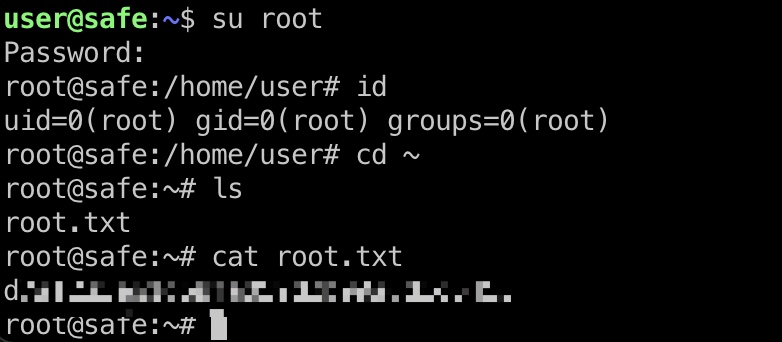 user@safe:~$ su root
Password:
root@safe:/home/user# id
uid=0(root) gid=0(root) groups=0(root)
root@safe:/home/user# cd ~
root@safe:~# ls
root.txt
root@safe:~# cat root.txt
root@safe:~#